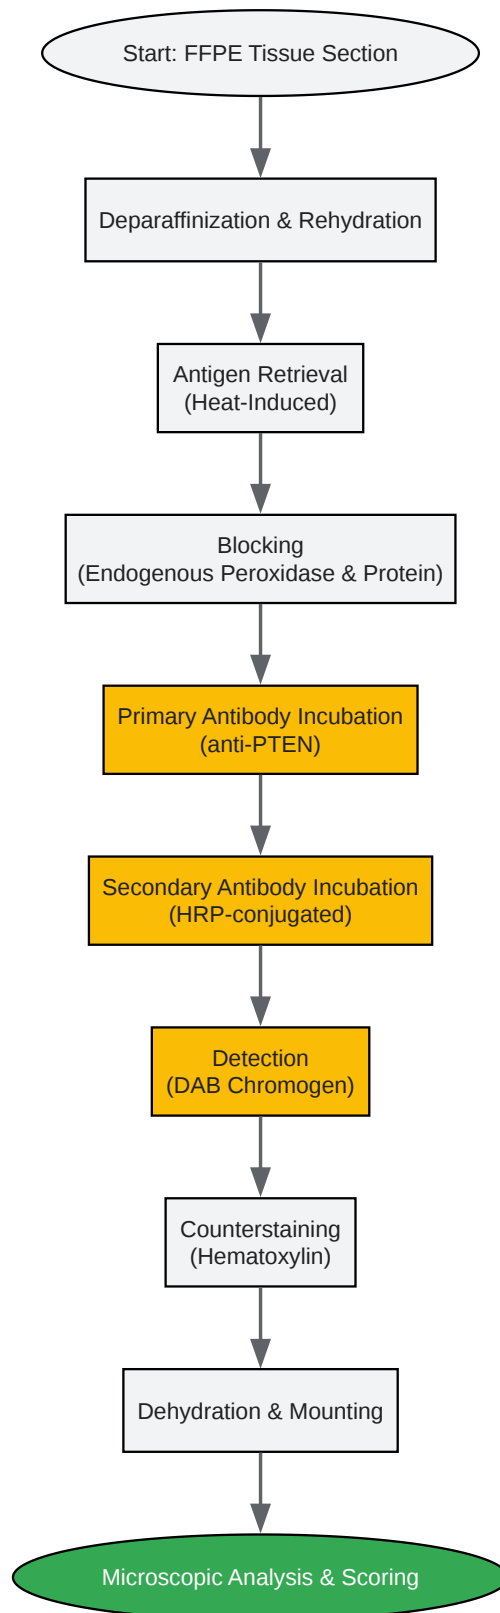 Start: FFPE Tissue Section
Deparaffinization & Rehydration
Antigen Retrieval
(Heat-Induced)
Blocking
(Endogenous Peroxidase & Protein)
Primary Antibody Incubation
(anti-PTEN)
Secondary Antibody Incubation
(HRP-conjugated)
Detection
(DAB Chromogen)
Counterstaining
(Hematoxylin)
Dehydration & Mounting
Microscopic Analysis & Scoring